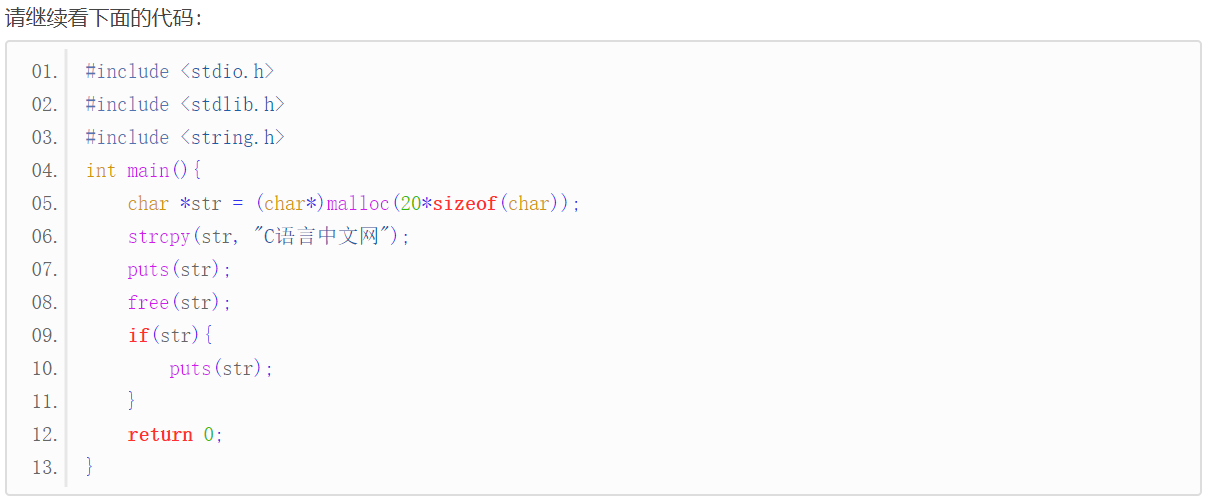 请继续看下面的代码：
01. #include <stdio.h>
02. #include <stdlib.h>
03. #include <string.h>
04. int main(){
05.     char *str = (char*)malloc(20*sizeof(char));
06.     strcpy(str, "C语言中文网");
07.     puts(str);
08.     free(str);
09.     if(str){
10.         puts(str);
11.     }
12.     return 0;
13. }